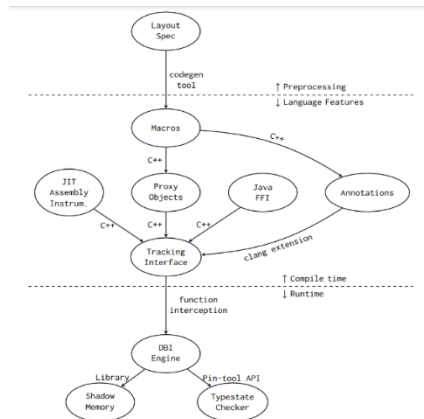 Layout
Spec
codegen
tool
↑ Preprocessing
↓ Language Features
Macros
C++
C++
JIT
Assembly
Instrum.
Proxy
Objects
Java
FFI
Annotations
C++
C++
C++
clang extension
Tracking
Interface
↑ Compile time
↓ Runtime
function
interception
DBI
Engine
Library
Pin-tool API
Shadow
Memory
Typestate
Checker